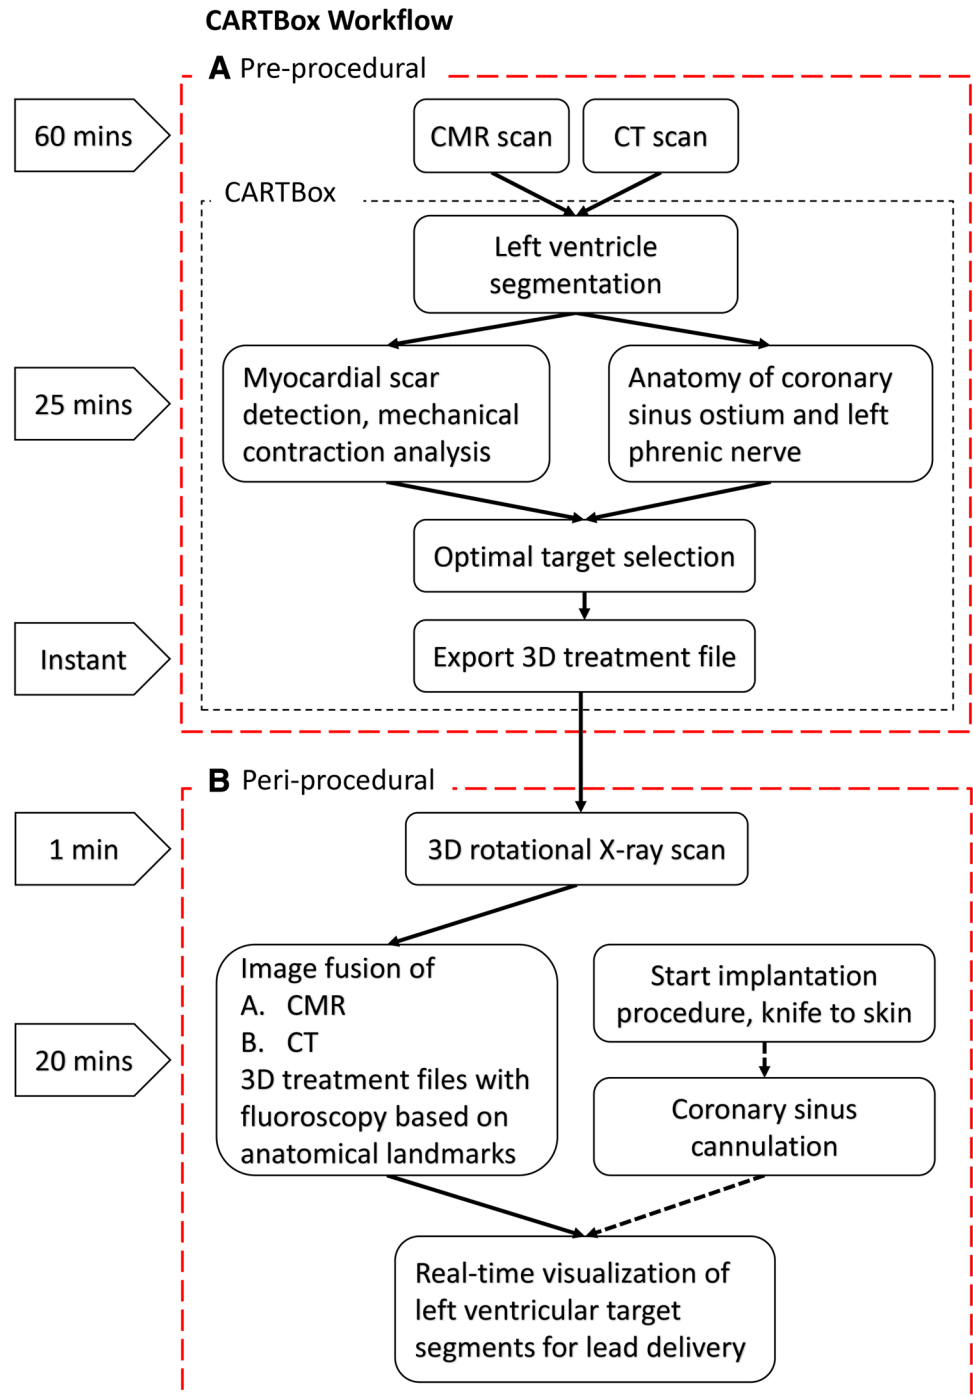 CARTBox Workflow
A Pre-procedural
60 mins
CMR scan
CT scan
CARTBox
Left ventricle
segmentation
25 mins
Myocardial scar
detection, mechanical
contraction analysis
Anatomy of coronary
sinus ostium and left
phrenic nerve
Optimal target selection
Instant
Export 3D treatment file
B Peri-procedural
1 min
3D rotational X-ray scan
20 mins
Image fusion of
A. CMR
B. CT
3D treatment files with
fluoroscopy based on
anatomical landmarks
Start implantation
procedure, knife to skin
Coronary sinus
cannulation
Real-time visualization of
left ventricular target
segments for lead delivery